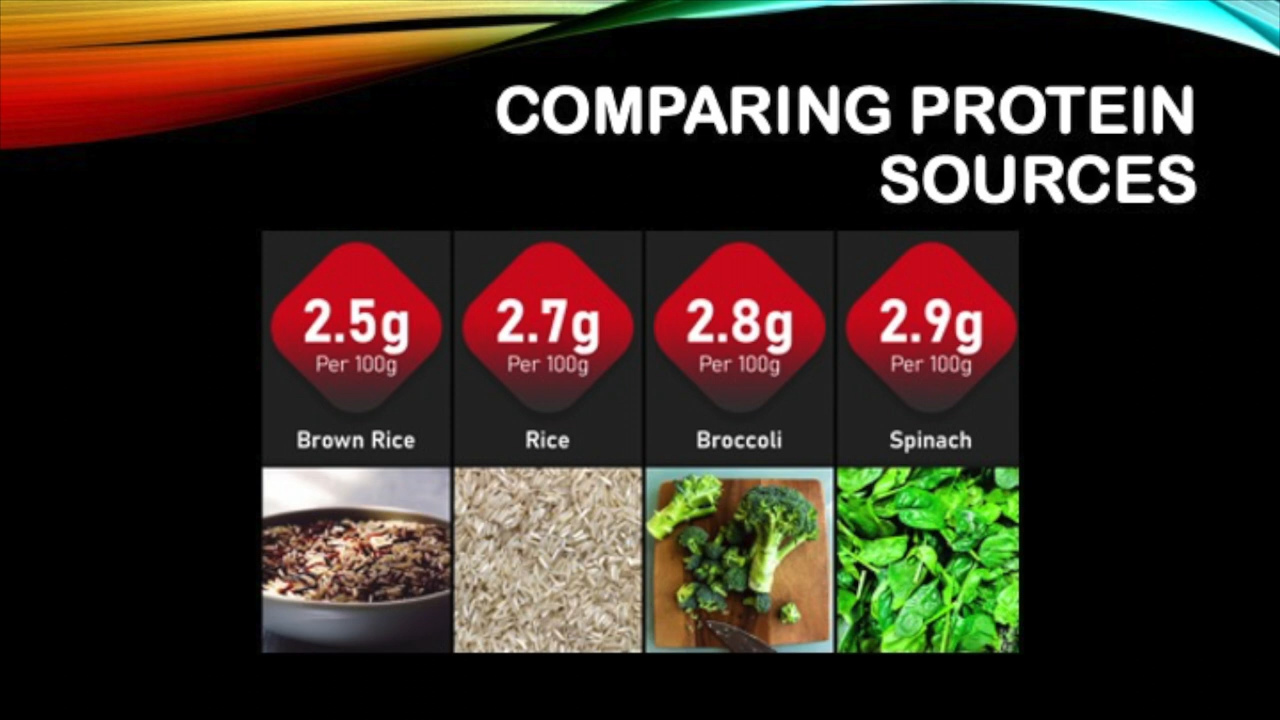 COMPARING PROTEIN
SOURCES
2.5g
Per 100g
Brown Rice
2.7g
Per 100g
Rice
2.8g
Per 100g
Broccoli
2.9g
Per 100g
Spinach